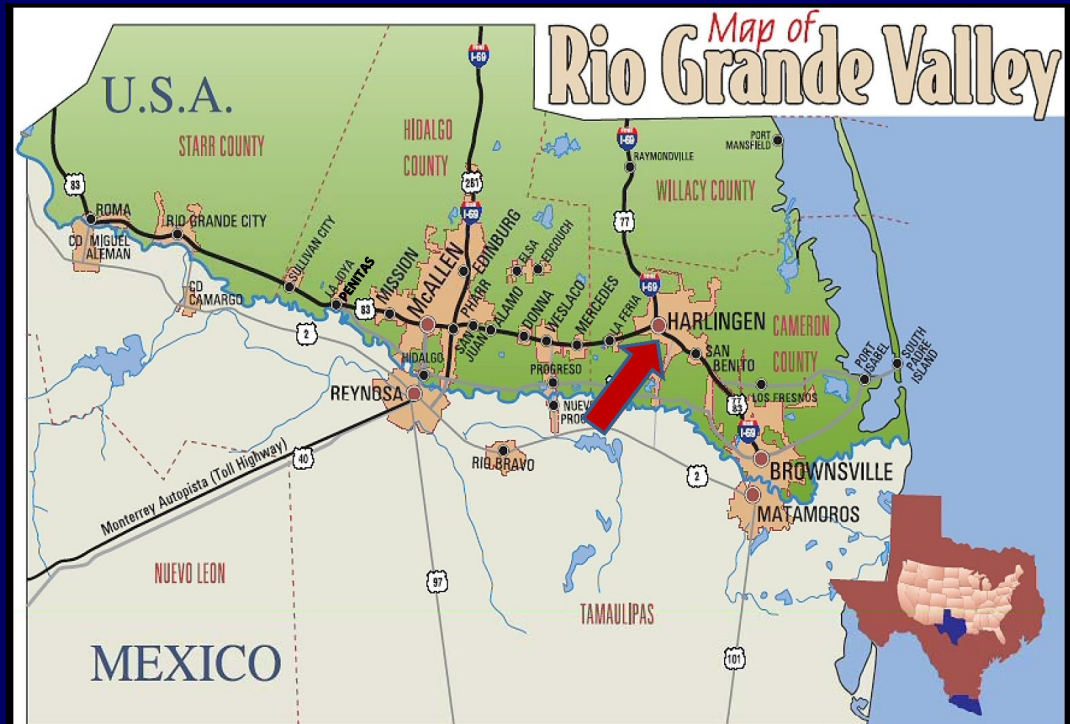 Map of
Rio Grande Valley
U.S.A.
STARR COUNTY
HIDALGO
COUNTY
I-69
I-69
PORT
MANSFIELD
RAYMONDVILLE
WILLACY COUNTY
83
281
I-69
77
ROMA
RIO GRANDE CITY
CD MIGUEL
ALEMAN
CD
CAMARGO
SULLIVAN CITY
LA JOYA
PENITAS
83
MISSION
McALLEN
EDINBURG
PHARR
SAN
JUAN
ALAMO
ELSA
EDCOUCH
DONNA
WESLACO
MERCEDES
LA FERIA
I-69
HARLINGEN
CAMERON
COUNTY
SAN
BENITO
PORT
ISABEL
SOUTH
PADRE
ISLAND
2
HIDALGO
REYNOSA
PROGRESO
LOS FRESNOS
77
83
I-69
BROWNSVILLE
MATAMOROS
RIO BRAVO
2
40
Monterrey Autopista (Toll Highway)
NUEVO LEON
97
TAMAULIPAS
101
MEXICO